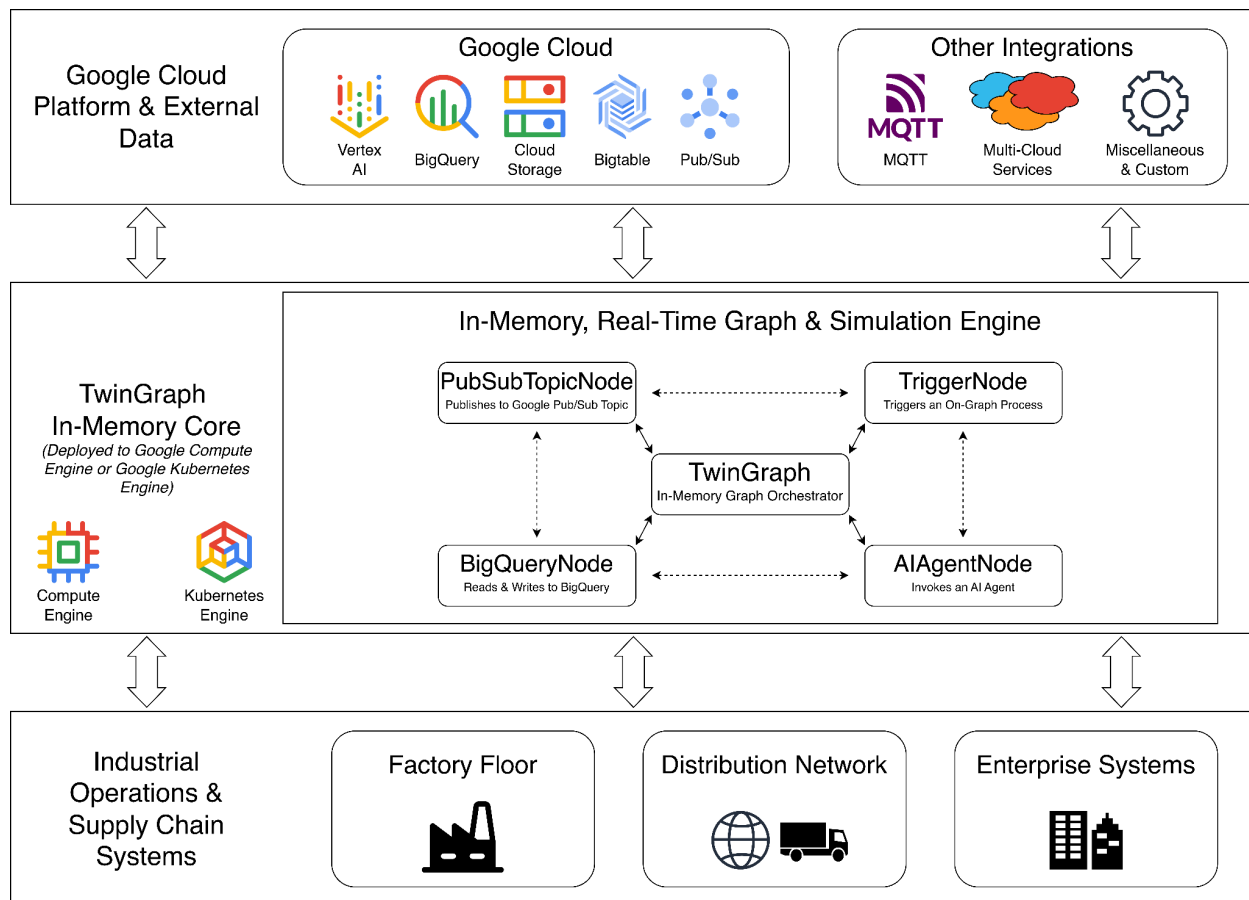 Google Cloud
Platform & External
Data
Google Cloud
Vertex
AI
BigQuery
Cloud
Storage
Bigtable
Pub/Sub
Other Integrations
MQTT
MQTT
Multi-Cloud
Services
Miscellaneous
& Custom
TwinGraph
In-Memory Core
(Deployed to Google Compute
Engine or Google Kubernetes
Engine)
Compute
Engine
Kubernetes
Engine
In-Memory, Real-Time Graph & Simulation Engine
PubSubTopicNode
Publishes to Google Pub/Sub Topic
TriggerNode
Triggers an On-Graph Process
TwinGraph
In-Memory Graph Orchestrator
BigQueryNode
Reads & Writes to BigQuery
AIAgentNode
Invokes an AI Agent
Industrial
Operations &
Supply Chain
Systems
Factory Floor
Distribution Network
Enterprise Systems